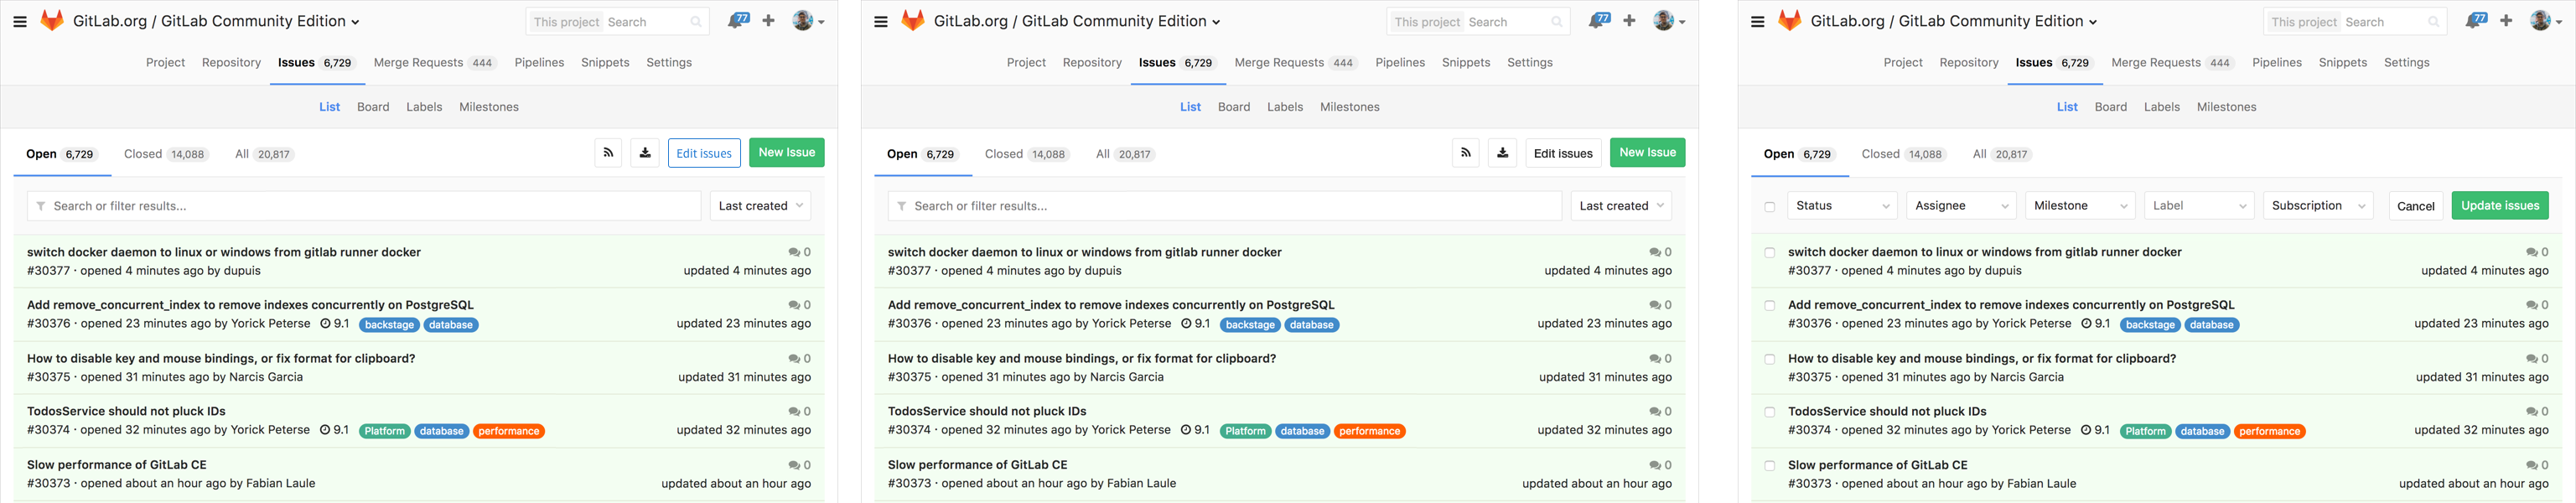 GitLab.org / GitLab Community Edition This project Search 77
Project Repository Issues 6,729 Merge Requests 444 Pipelines Snippets Settings
List Board Labels Milestones
Open 6,729 Closed 14,088 All 20,817 Edit issues New Issue
Search or filter results... Last created
switch docker daemon to linux or windows from gitlab runner docker 0
#30377 · opened 4 minutes ago by dupuis updated 4 minutes ago
Add remove_concurrent_index to remove indexes concurrently on PostgreSQL 0
#30376 · opened 23 minutes ago by Yorick Peterse 9.1 backstage database updated 23 minutes ago
How to disable key and mouse bindings, or fix format for clipboard? 0
#30375 · opened 31 minutes ago by Narcis Garcia updated 31 minutes ago
TodosService should not pluck IDs 0
#30374 · opened 32 minutes ago by Yorick Peterse 9.1 Platform database performance updated 32 minutes ago
Slow performance of GitLab CE 0
#30373 · opened about an hour ago by Fabian Laule updated about an hour ago
GitLab.org / GitLab Community Edition This project Search 77
Project Repository Issues 6,729 Merge Requests 444 Pipelines Snippets Settings
List Board Labels Milestones
Open 6,729 Closed 14,088 All 20,817 Edit issues New Issue
Search or filter results... Last created
switch docker daemon to linux or windows from gitlab runner docker 0
#30377 · opened 4 minutes ago by dupuis updated 4 minutes ago
Add remove_concurrent_index to remove indexes concurrently on PostgreSQL 0
#30376 · opened 23 minutes ago by Yorick Peterse 9.1 backstage database updated 23 minutes ago
How to disable key and mouse bindings, or fix format for clipboard? 0
#30375 · opened 31 minutes ago by Narcis Garcia updated 31 minutes ago
TodosService should not pluck IDs 0
#30374 · opened 32 minutes ago by Yorick Peterse 9.1 Platform database performance updated 32 minutes ago
Slow performance of GitLab CE 0
#30373 · opened about an hour ago by Fabian Laule updated about an hour ago
GitLab.org / GitLab Community Edition This project Search 77
Project Repository Issues 6,729 Merge Requests 444 Pipelines Snippets Settings
List Board Labels Milestones
Open 6,729 Closed 14,088 All 20,817
Status Assignee Milestone Label Subscription Cancel Update issues
switch docker daemon to linux or windows from gitlab runner docker 0
#30377 · opened 4 minutes ago by dupuis updated 4 minutes ago
Add remove_concurrent_index to remove indexes concurrently on PostgreSQL 0
#30376 · opened 23 minutes ago by Yorick Peterse 9.1 backstage database updated 23 minutes ago
How to disable key and mouse bindings, or fix format for clipboard? 0
#30375 · opened 31 minutes ago by Narcis Garcia updated 31 minutes ago
TodosService should not pluck IDs 0
#30374 · opened 32 minutes ago by Yorick Peterse 9.1 Platform database performance updated 32 minutes ago
Slow performance of GitLab CE 0
#30373 · opened about an hour ago by Fabian Laule updated about an hour ago